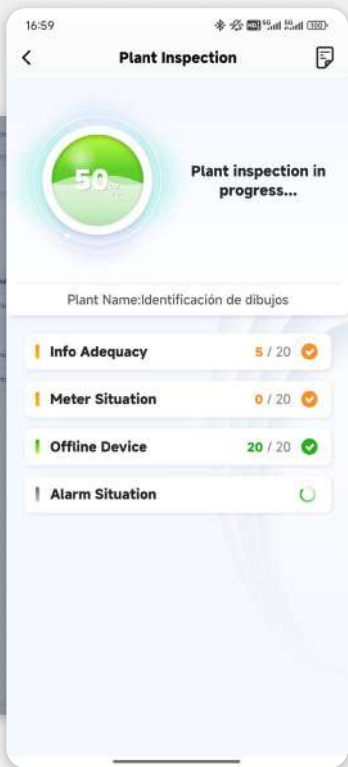 16:59
Plant Inspection
50%
Plant inspection in
progress...
Plant Name:Identificación de dibujos
Info Adequacy 5 / 20
Meter Situation 0 / 20
Offline Device 20 / 20
Alarm Situation